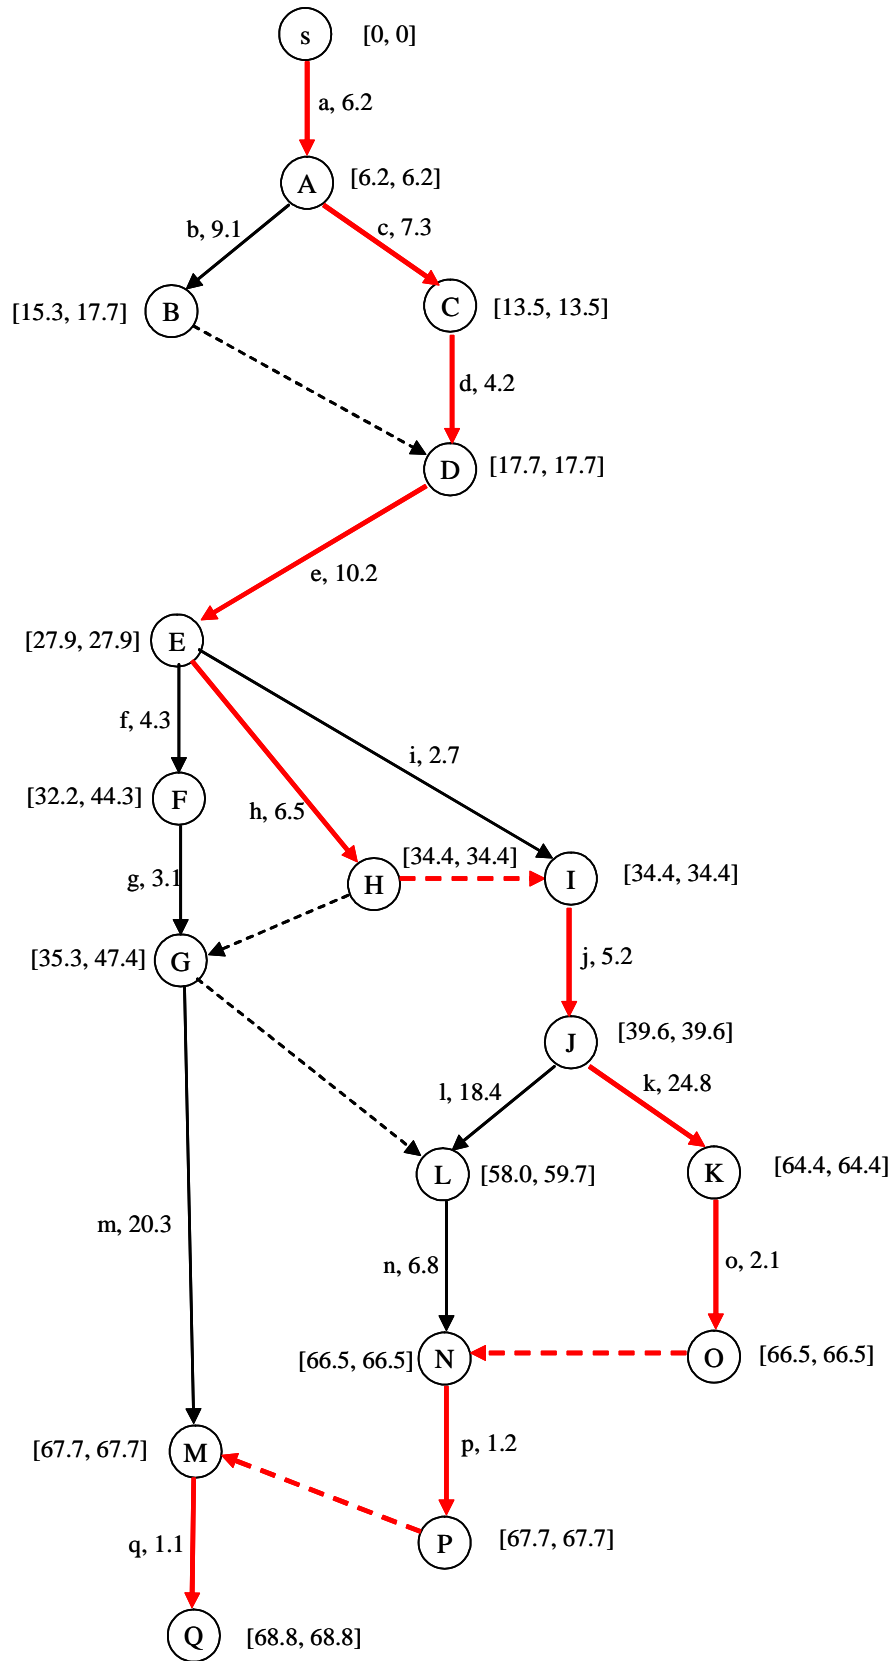 s [0, 0]
a, 6.2
A [6.2, 6.2]
b, 9.1 c, 7.3
[15.3, 17.7] B C [13.5, 13.5]
d, 4.2
D [17.7, 17.7]
e, 10.2
[27.9, 27.9] E
f, 4.3
i, 2.7
[32.2, 44.3] F h, 6.5
[34.4, 34.4]
g, 3.1 H I [34.4, 34.4]
[35.3, 47.4] G j, 5.2
J [39.6, 39.6]
l, 18.4 k, 24.8
L [58.0, 59.7] K [64.4, 64.4]
m, 20.3
n, 6.8 o, 2.1
[66.5, 66.5] N O [66.5, 66.5]
[67.7, 67.7] M p, 1.2
q, 1.1 P [67.7, 67.7]
Q [68.8, 68.8]